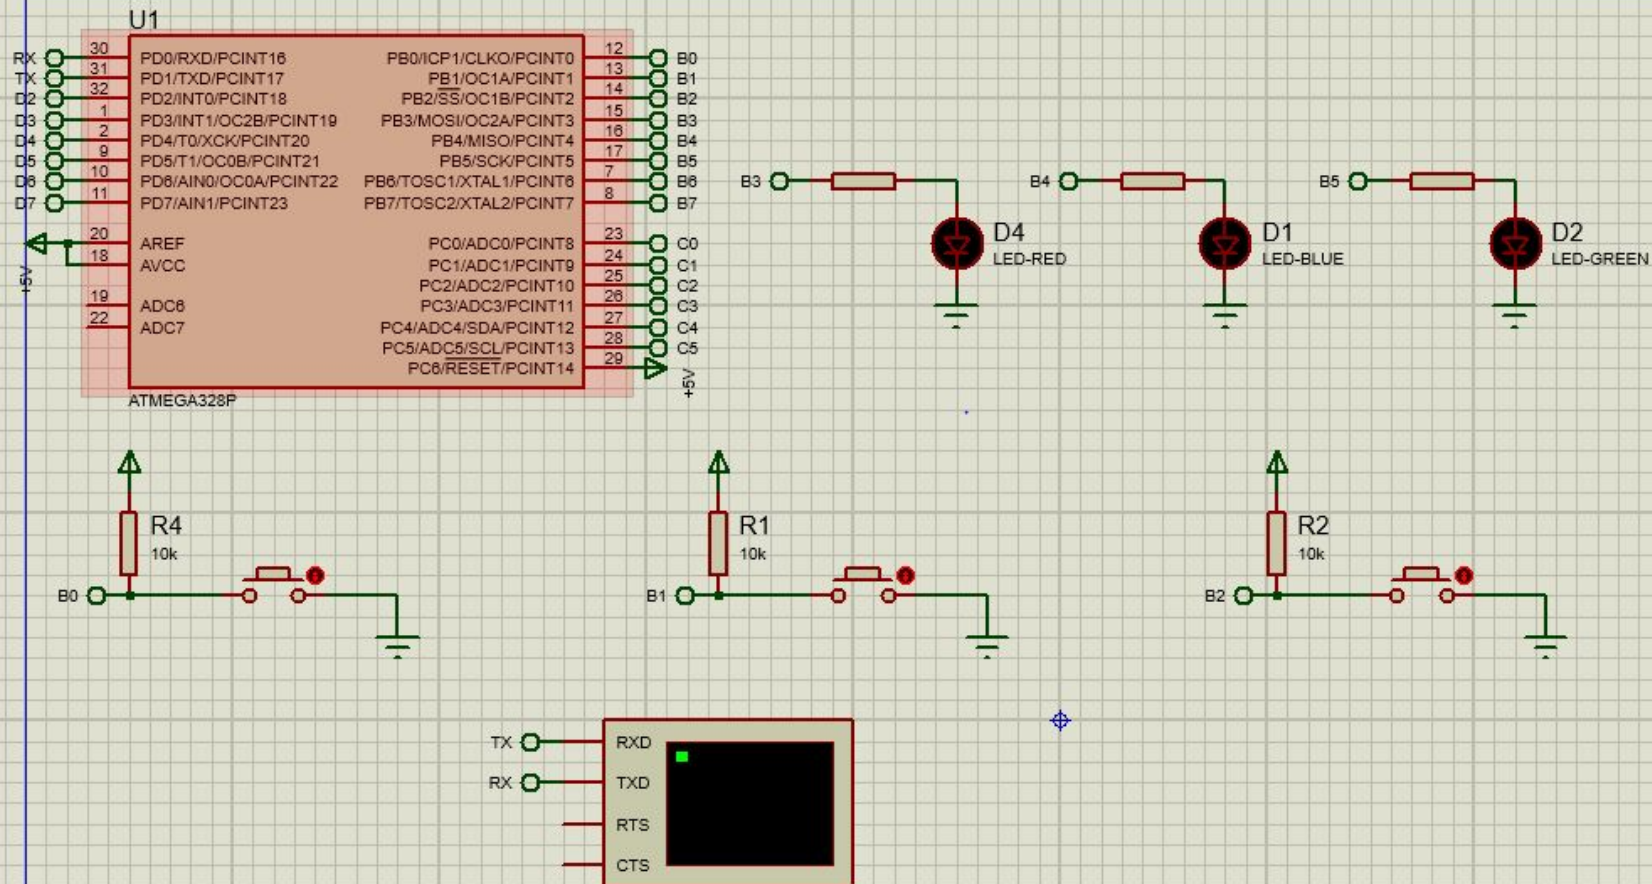 U1
RX 30 PD0/RXD/PCINT16 PB0/ICP1/CLKO/PCINT0 12 B0
TX 31 PD1/TXD/PCINT17 PB1/OC1A/PCINT1 13 B1
D2 32 PD2/INT0/PCINT18 PB2/SS/OC1B/PCINT2 14 B2
D3 1 PD3/INT1/OC2B/PCINT19 PB3/MOSI/OC2A/PCINT3 15 B3
D4 2 PD4/T0/XCK/PCINT20 PB4/MISO/PCINT4 16 B4
D5 9 PD5/T1/OC0B/PCINT21 PB5/SCK/PCINT5 17 B5
D6 10 PD6/AIN0/OC0A/PCINT22 PB6/TOSC1/XTAL1/PCINT6 7 B6
D7 11 PD7/AIN1/PCINT23 PB7/TOSC2/XTAL2/PCINT7 8 B7
20 AREF PC0/ADC0/PCINT8 23 C0
+5V 18 AVCC PC1/ADC1/PCINT9 24 C1
PC2/ADC2/PCINT10 25 C2
19 ADC6 PC3/ADC3/PCINT11 26 C3
22 ADC7 PC4/ADC4/SDA/PCINT12 27 C4
PC5/ADC5/SCL/PCINT13 28 C5
PC6/RESET/PCINT14 29 +5V
ATMEGA328P
B3 B4 B5
D4 D1 D2
LED-RED LED-BLUE LED-GREEN
R4 R1 R2
10k 10k 10k
B0 B1 B2
TX RXD
RX TXD
RTS
CTS